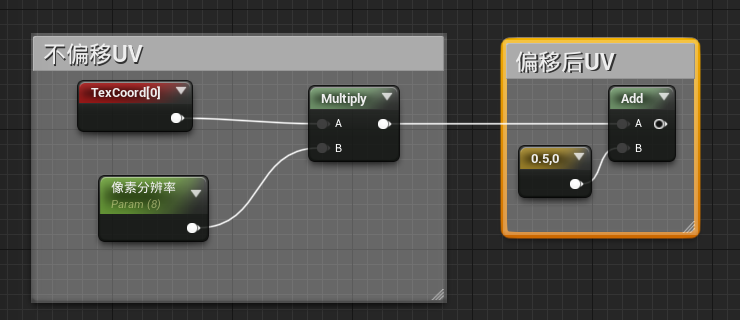 不偏移UV
TexCoord[0]
像素分辨率
Param (8)
Multiply
A
B
偏移后UV
0.5,0
Add
A
B